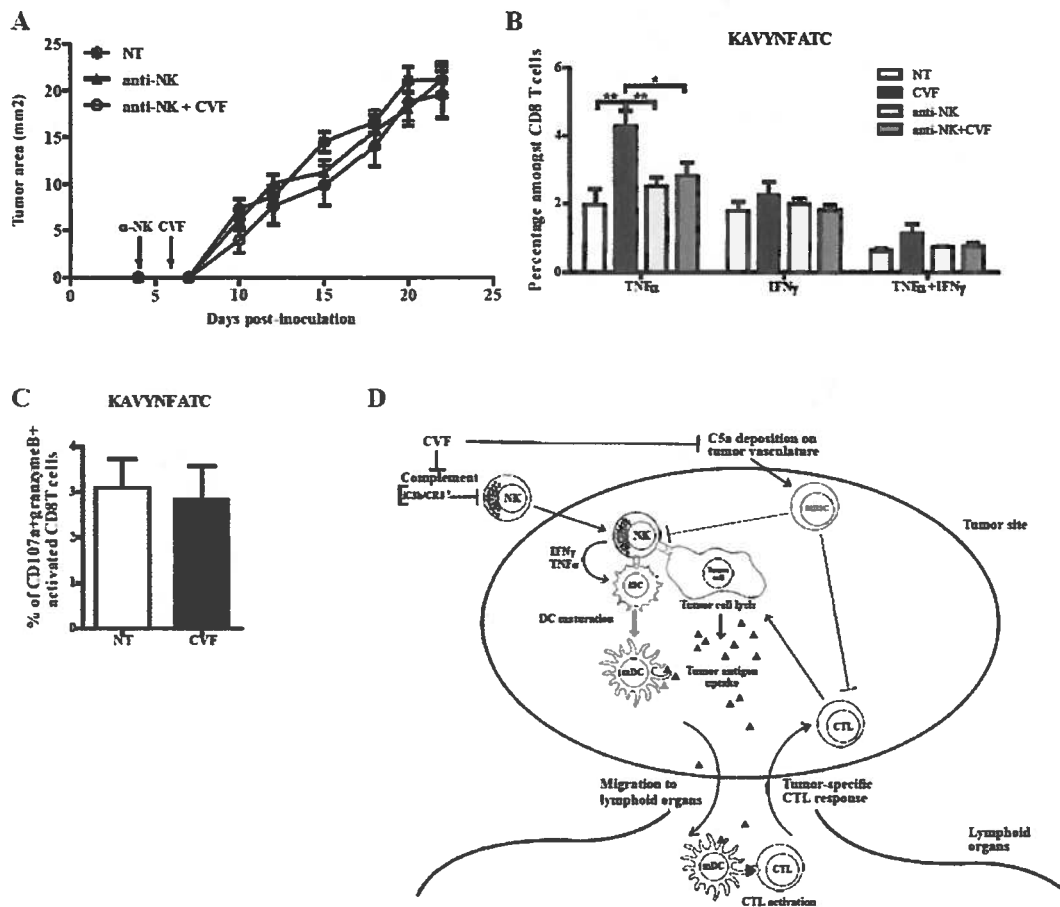 A
25
20
15
10
5
0
Tumor area (mm2)
NT
anti-NK
anti-NK + CVF
α-NK CVF
0
5
10
15
20
25
Days post-inoculation
B
KAVYNFATC
6
4
2
0
Percentage amongst CD8 T cells
** **
*
NT
CVF
anti-NK
anti-NK+CVF
TNFα
IFNγ
TNFα+IFNγ
C
KAVYNFATC
% of CD107a+granzymeB+
activated CD8T cells
4
3
2
1
0
NT
CVF
D
CVF
C5a deposition on
tumor vasculature
Complement
NK
Tumor site
NK
IFNγ
TNFα
Tumor
cell
Tumor cell lysis
DC maturation
mDC
Tumor antigen
uptake
CTL
Migration to
lymphoid organs
Tumor-specific
CTL response
Lymphoid
organs
mDC
CTL
CTL activation